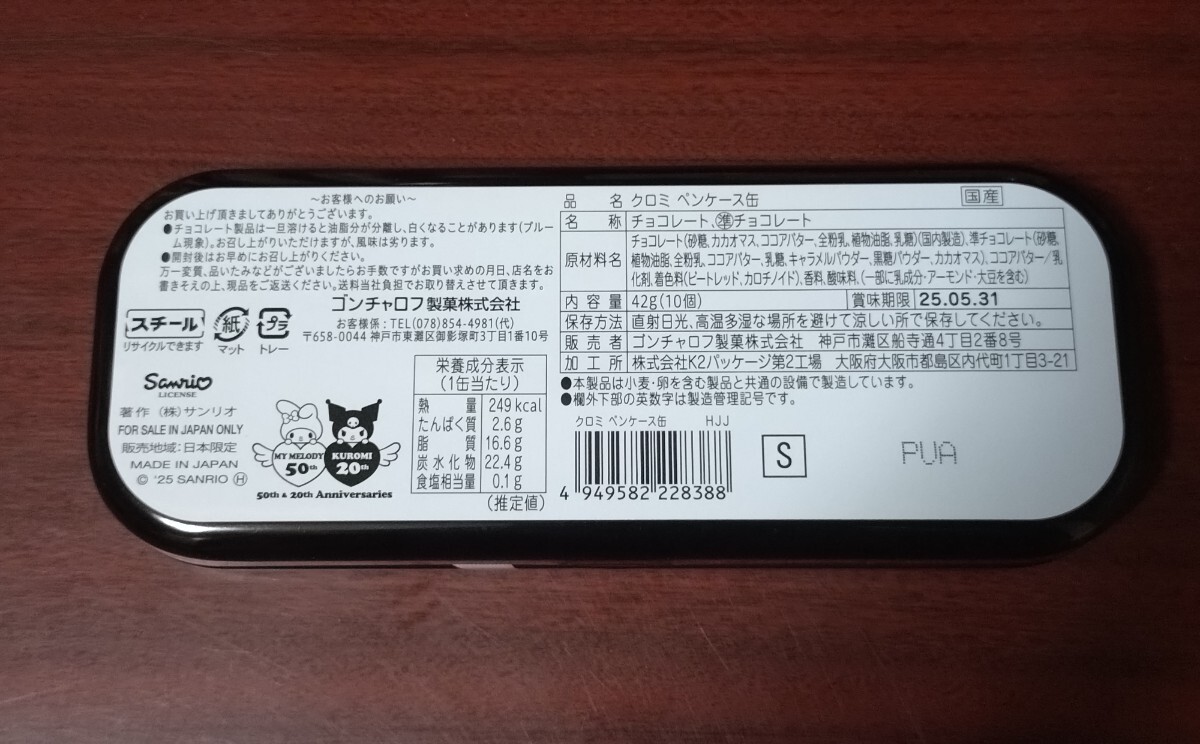 ～お客様へのお願い～
お買い上げ頂きましてありがとうございます。
●チョコレート製品は一旦溶けると油脂分が分離し、白くなることがあります(ブルー
ム現象)。お召し上がりいただけますが、風味は劣ります。
●開封後はお早めにお召し上がりください。
万一変質、品いたみなどがございましたらお手数ですがお買い求めの月日、店名をお
書きそえの上、現品をご返送ください。送料当社負担でお取り替えさせて頂きます。
ゴンチャロフ製菓株式会社
お客様係：TEL(078)854-4981(代)
〒658-0044 神戸市東灘区御影塚町3丁目1番10号
スチール
リサイクルできます
紙
マット
プラ
トレー
Sanrio
LICENSE
著作 (株)サンリオ
FOR SALE IN JAPAN ONLY
販売地域:日本限定
MADE IN JAPAN
© '25 SANRIO Ⓗ
MY MELODY
50th
KUROMI
20th
50th & 20th Anniversaries
栄養成分表示
(1缶当たり)
熱量 249 kcal
たんぱく質 2.6g
脂質 16.6g
炭水化物 22.4g
食塩相当量 0.1g
(推定値)
品名 クロミ ペンケース缶 国産
名称 チョコレート、㊜チョコレート
原材料名 チョコレート(砂糖、カカオマス、ココアバター、全粉乳、植物油脂、乳糖)(国内製造)、準チョコレート(砂糖、
植物油脂、全粉乳、ココアバター、乳糖、キャラメルパウダー、黒糖パウダー、カカオマス)、ココアバター/乳
化剤、着色料(ビートレッド、カロチノイド)、香料、酸味料、(一部に乳成分・アーモンド・大豆を含む)
内容量 42g(10個) 賞味期限 25.05.31
保存方法 直射日光、高温多湿な場所を避けて涼しい所で保存してください。
販売者 ゴンチャロフ製菓株式会社 神戸市灘区船寺通4丁目2番8号
加工所 株式会社K2パッケージ第2工場 大阪府大阪市都島区内代町1丁目3-21
●本製品は小麦・卵を含む製品と共通の設備で製造しています。
●欄外下部の英数字は製造管理記号です。
クロミ ペンケース缶 HJJ
4 949582 228388
S
PUA